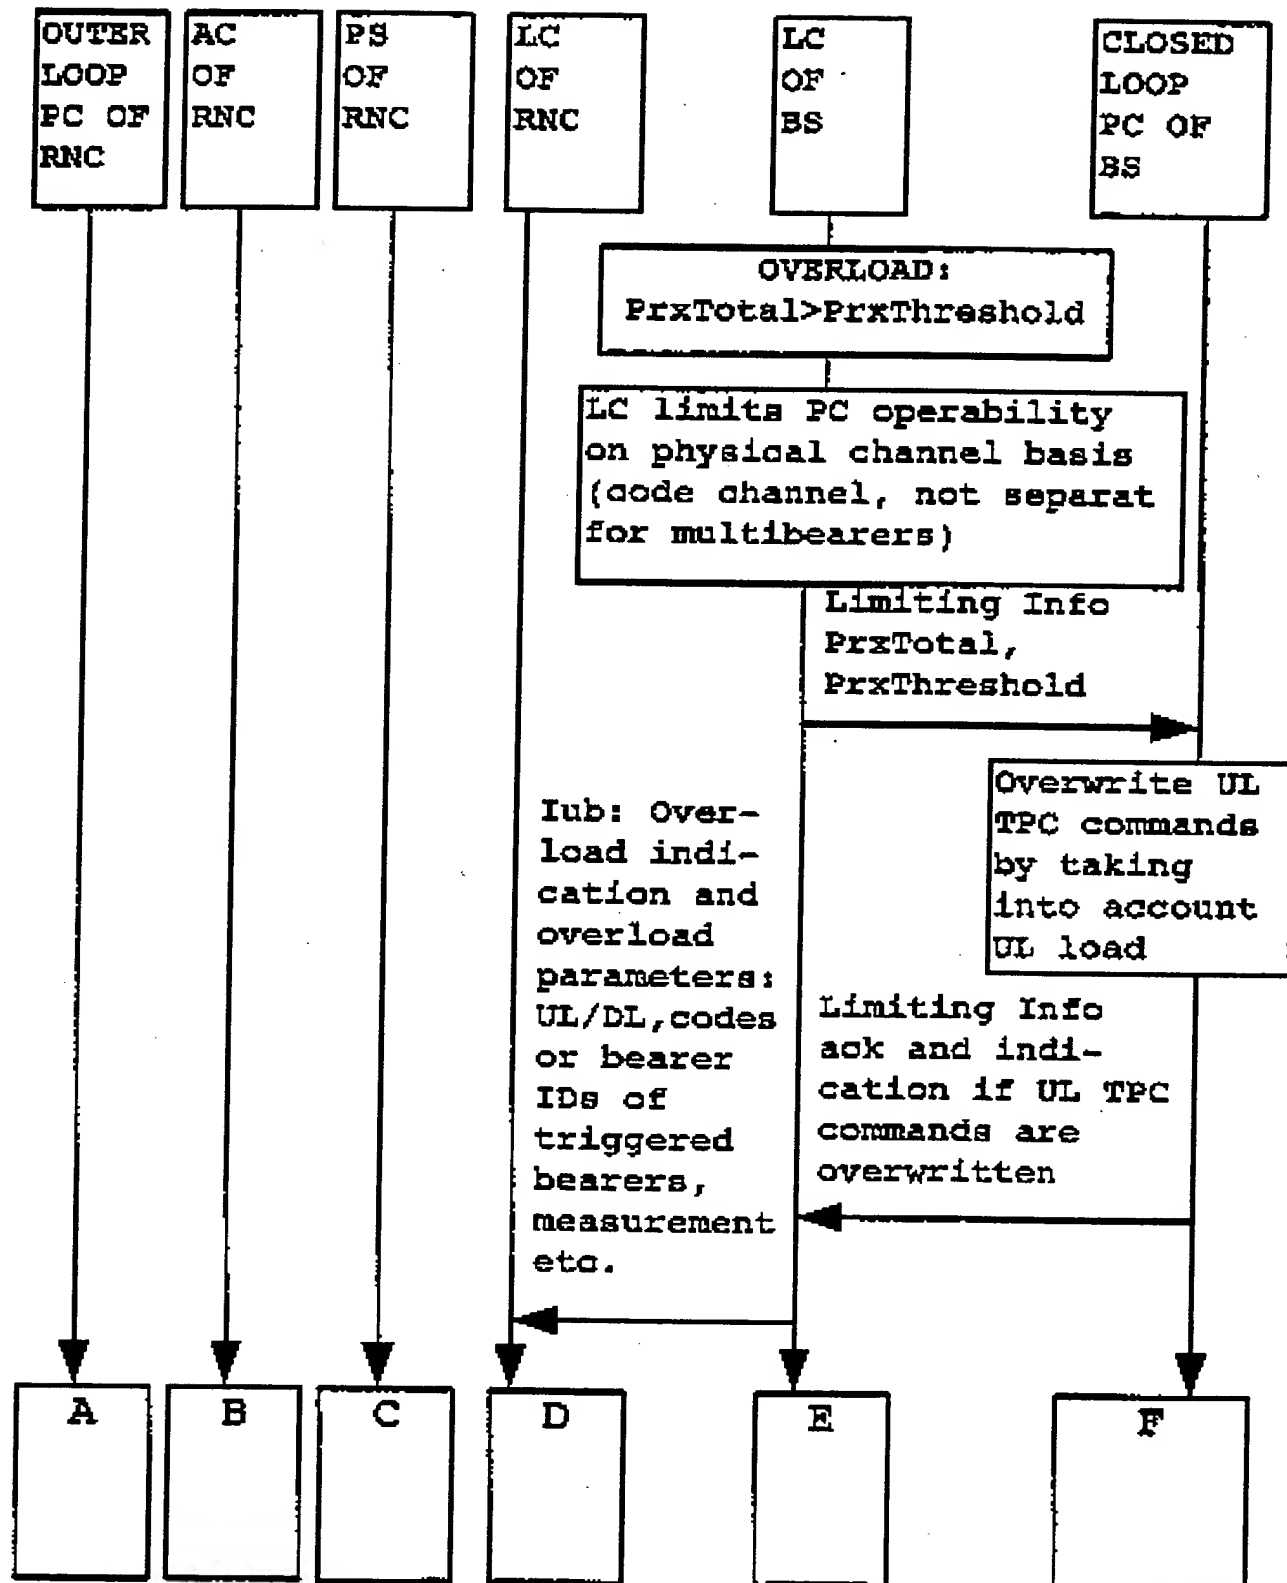 OUTER
LOOP
PC OF
RNC
AC
OF
RNC
PS
OF
RNC
LC
OF
RNC
LC
OF
BS
CLOSED
LOOP
PC OF
BS
OVERLOAD:
PrxTotal>PrxThreshold
LC limits PC operability
on physical channel basis
(code channel, not separat
for multibearers)
Limiting Info
PrxTotal,
PrxThreshold
Overwrite UL
TPC commands
by taking
into account
UL load
Iub: Over-
load indi-
cation and
overload
parameters:
UL/DL,codes
or bearer
IDs of
triggered
bearers,
measurement
etc.
Limiting Info
ack and indi-
cation if UL TPC
commands are
overwritten
A
B
C
D
E
F